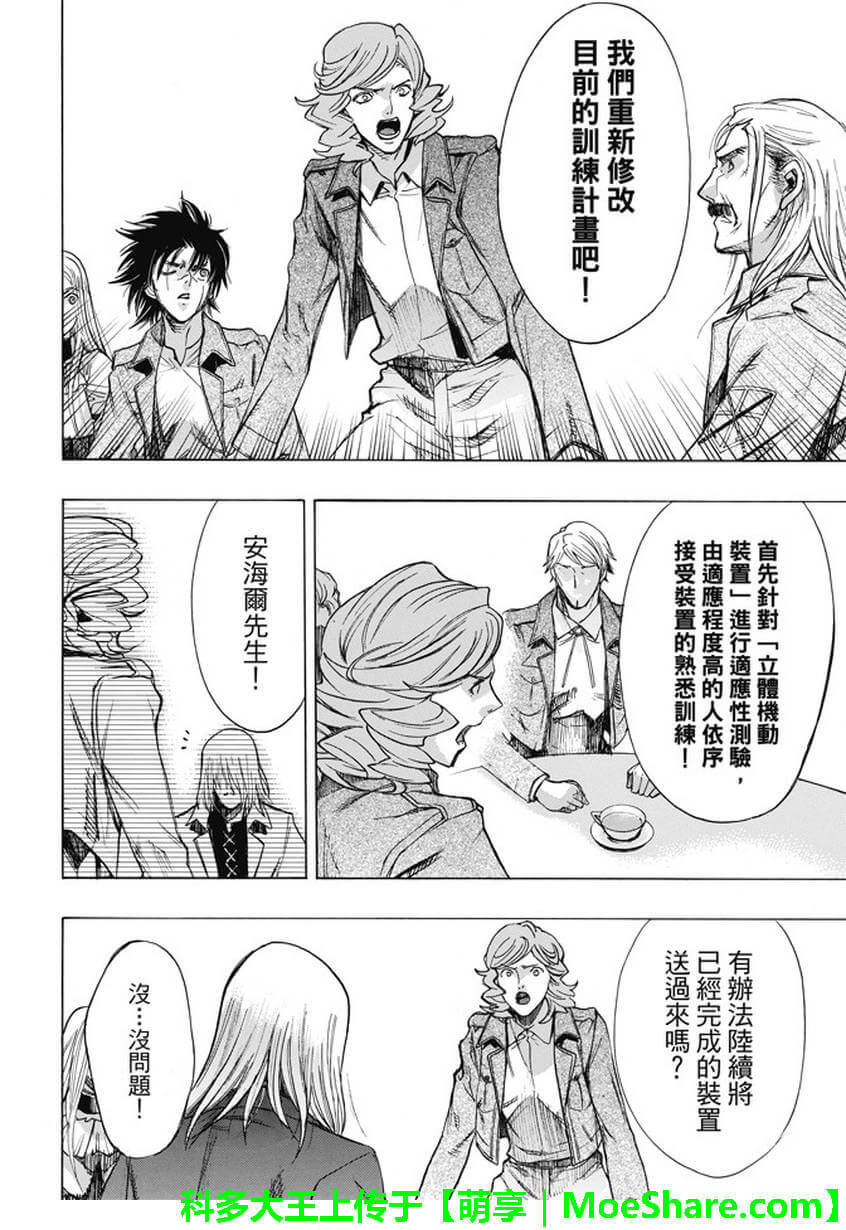 我們重新修改
目前的訓練計畫吧！
首先針對「立體機動
裝置」進行適應性測驗，
由適應程度高的人依序
接受裝置的熟悉訓練！
安海爾先生！
有辦法陸續將
已經完成的裝置
送過來嗎？
沒…沒問題！
科多大王上传于【萌享｜MoeShare.com】